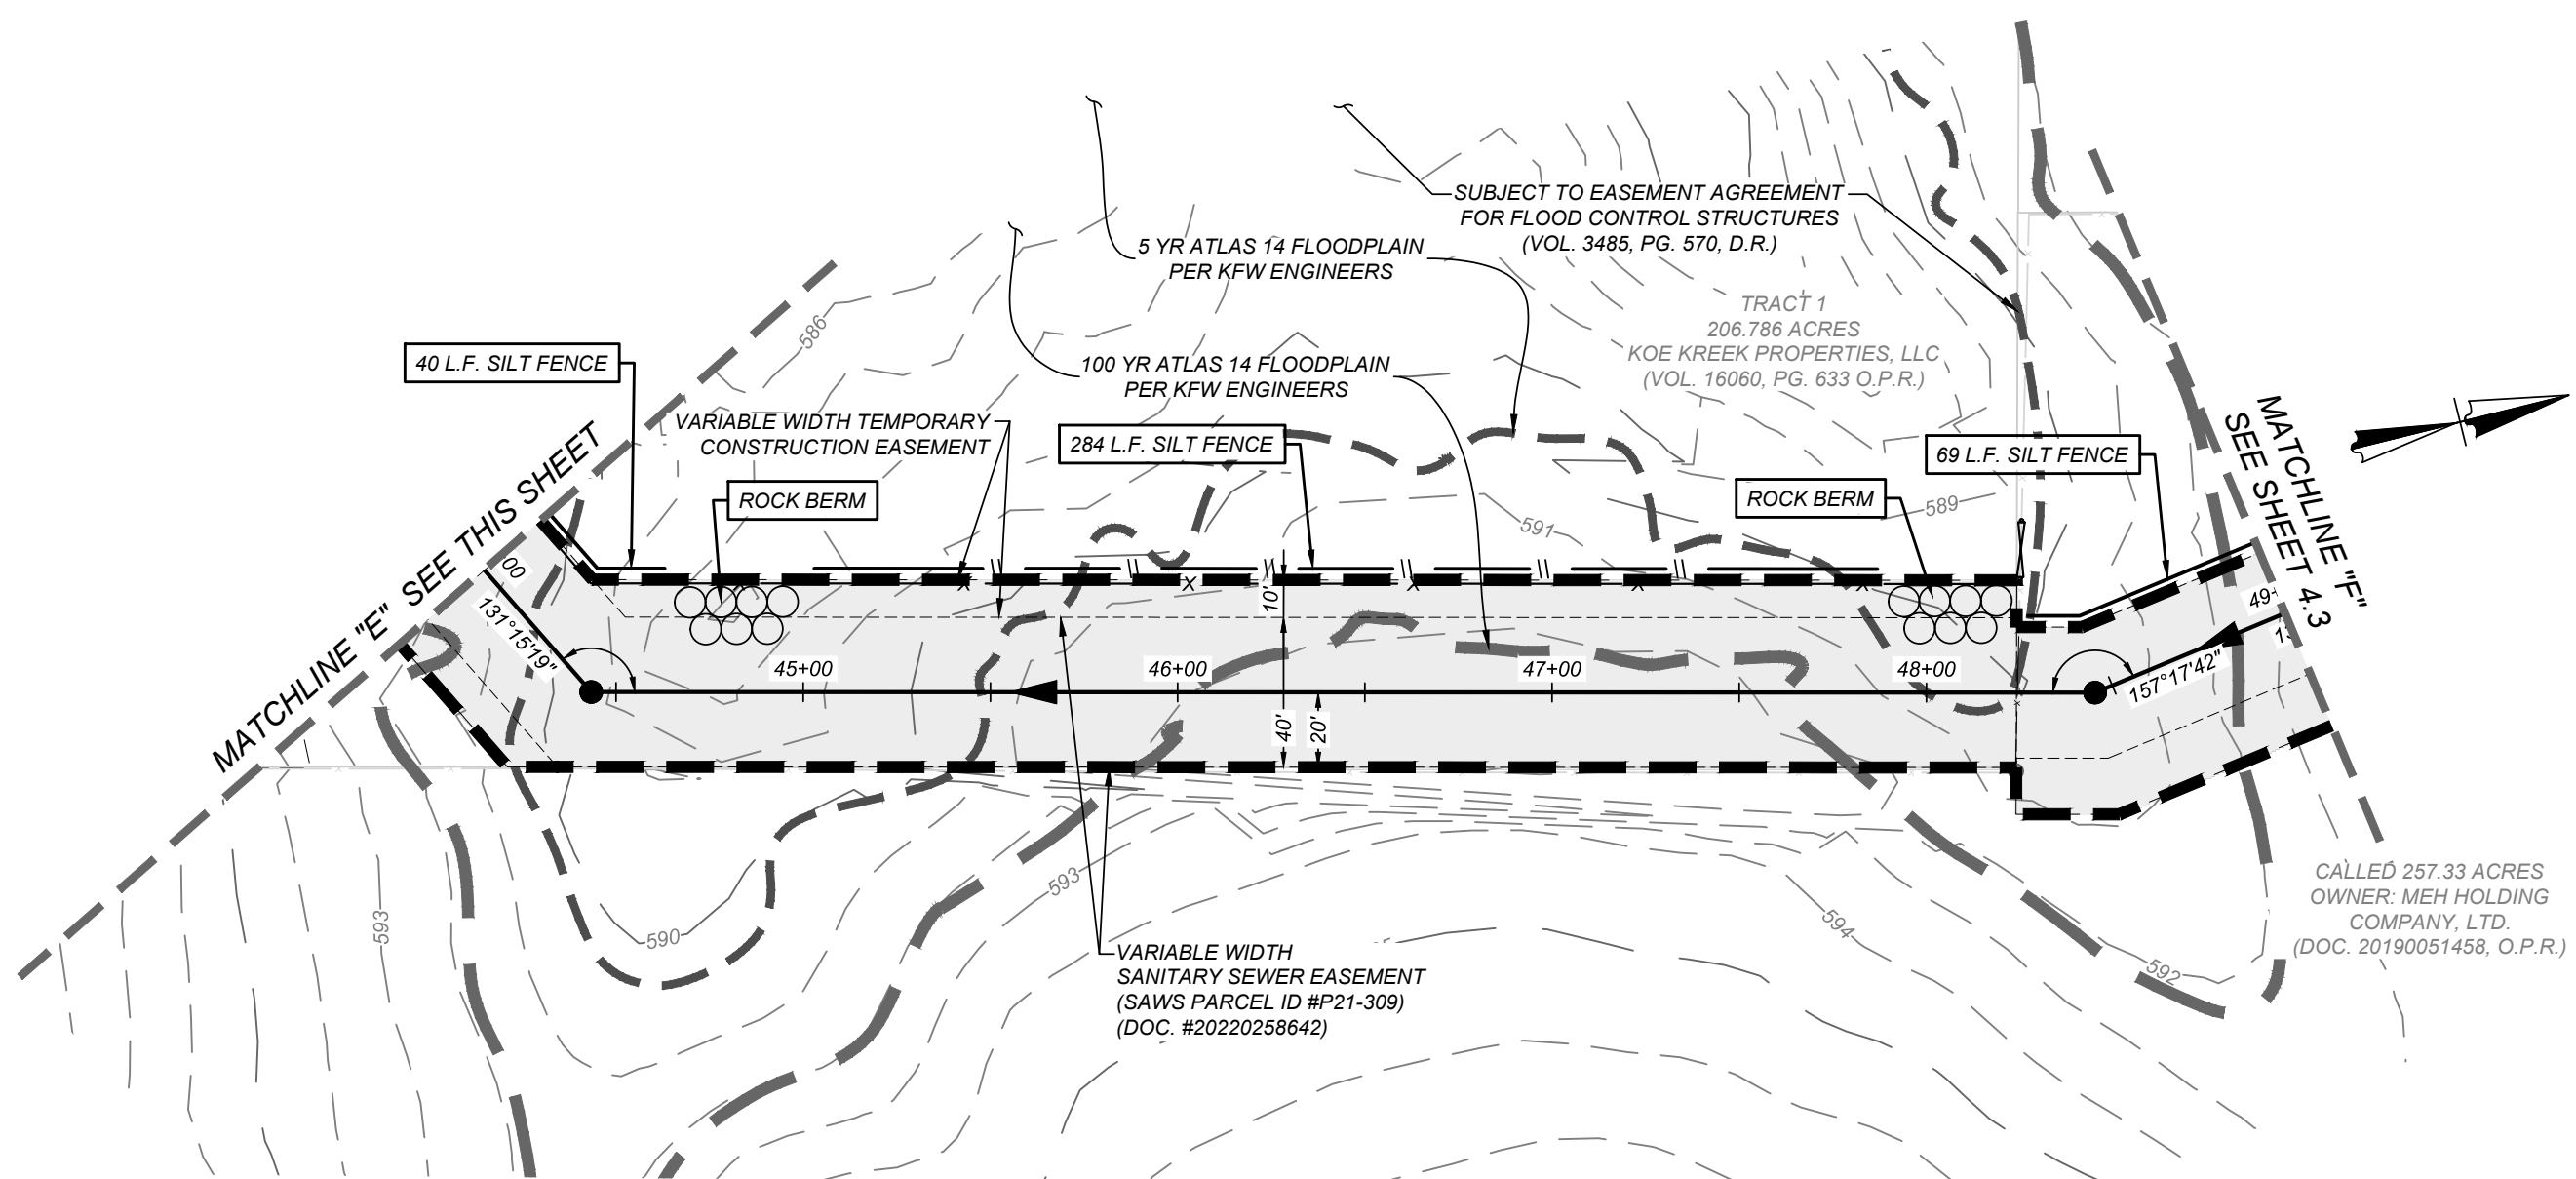 SUBJECT TO EASEMENT AGREEMENT
FOR FLOOD CONTROL STRUCTURES
(VOL. 3485, PG. 570, D.R.)
5 YR ATLAS 14 FLOODPLAIN
PER KFW ENGINEERS
TRACT 1
206.786 ACRES
KOE KREEK PROPERTIES, LLC
(VOL. 16060, PG. 633 O.P.R.)
586
40 L.F. SILT FENCE
100 YR ATLAS 14 FLOODPLAIN
PER KFW ENGINEERS
VARIABLE WIDTH TEMPORARY
CONSTRUCTION EASEMENT
284 L.F. SILT FENCE
69 L.F. SILT FENCE
MATCHLINE "E" SEE THIS SHEET
MATCHLINE "F"
SEE SHEET 4.3
ROCK BERM
ROCK BERM
591
589
00
131°15'19"
10'
49+
45+00
46+00
47+00
48+00
157°17'42"
40'
20'
593
590
593
594
592
CALLED 257.33 ACRES
OWNER: MEH HOLDING
COMPANY, LTD.
(DOC. 20190051458, O.P.R.)
VARIABLE WIDTH
SANITARY SEWER EASEMENT
(SAWS PARCEL ID #P21-309)
(DOC. #20220258642)